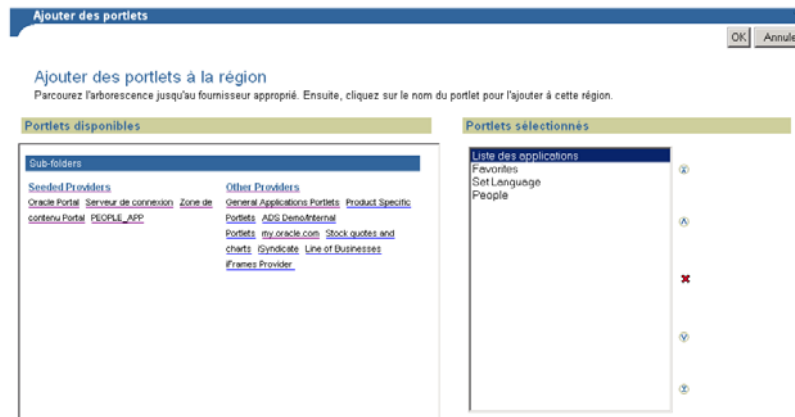 Ajouter des portlets
OK Annule
Ajouter des portlets à la région
Parcourez l'arborescence jusqu'au fournisseur approprié. Ensuite, cliquez sur le nom du portlet pour l'ajouter à cette région.
Portlets disponibles
Sub-folders
Seeded Providers
Oracle Portal Serveur de connexion Zone de
contenu Portal PEOPLE_APP
Other Providers
General Applications Portlets Product Specific
Portlets ADS Demo/Internal
Portlets my.oracle.com Stock quotes and
charts iSyndicate Line of Businesses
iFrames Provider
Portlets sélectionnés
Liste des applications
Favorites
Set Language
People